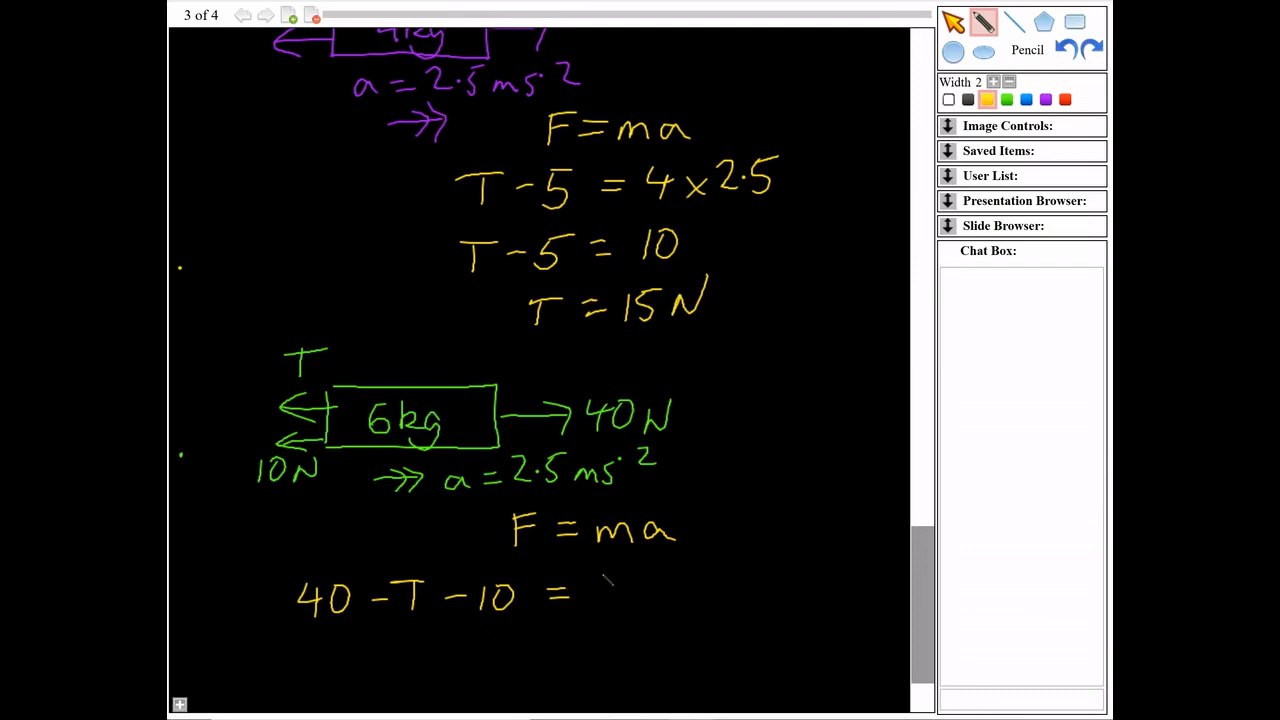 3 of 4
4kg
a = 2.5 ms⁻2
F = ma
T - 5 = 4 x 2.5
T - 5 = 10
T = 15N
T
6kg
40N
10N
a = 2.5 ms⁻2
F = ma
40 - T - 10 =
Pencil
Width 2
Image Controls:
Saved Items:
User List:
Presentation Browser:
Slide Browser:
Chat Box: